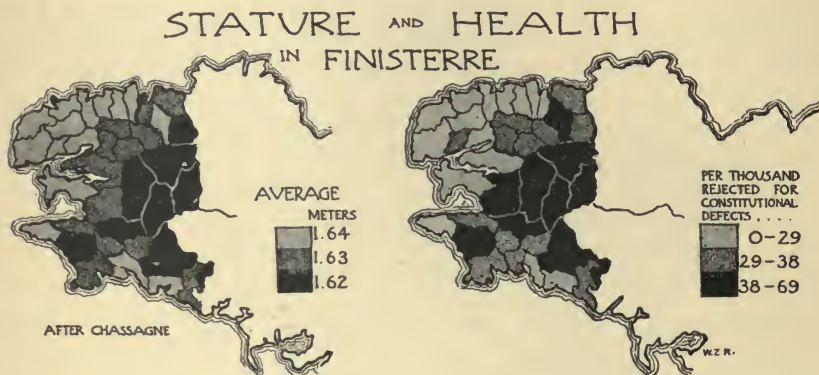 STATURE AND HEALTH
IN FINISTERRE
AVERAGE
METERS
1.64
1.63
1.62
AFTER CHASSAGNE
PER THOUSAND
REJECTED FOR
CONSTITUTIONAL
DEFECTS....
0-29
29-38
38-69
W.Z.R.